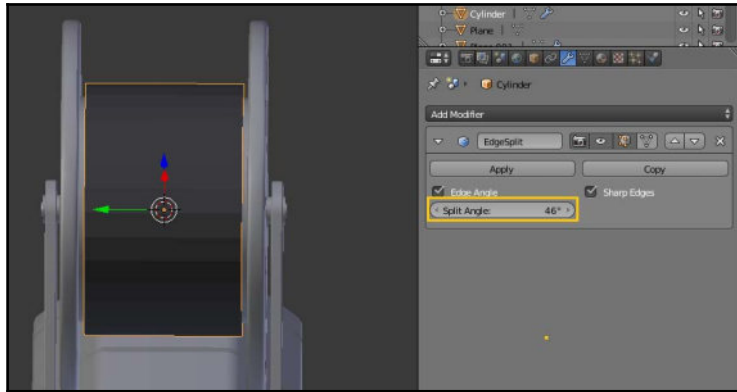 Cylinder
Plane
Cylinder
Add Modifier
EdgeSplit
Apply
Copy
Edge Angle
Sharp Edges
Split Angle: 46°